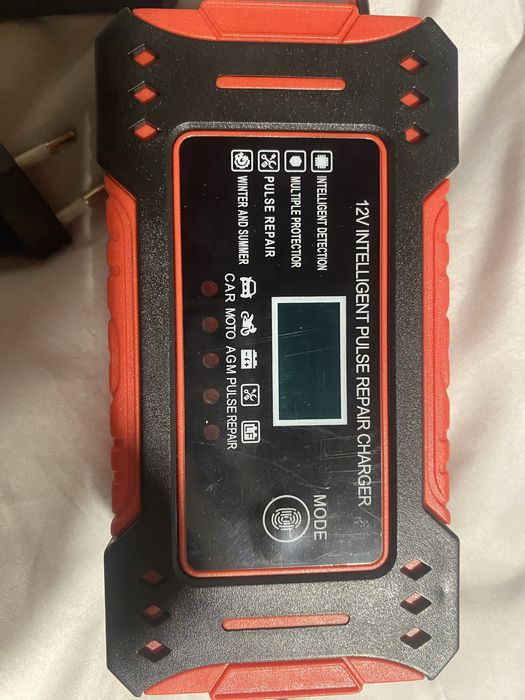 12V INTELLIGENT PULSE REPAIR CHARGER
INTELLIGENT DETECTION
MULTIPLE PROTECTIOR
PULSE REPAIR
WINTER AND SUMMER
MODE
CAR MOTO AGM PULSE REPAIR